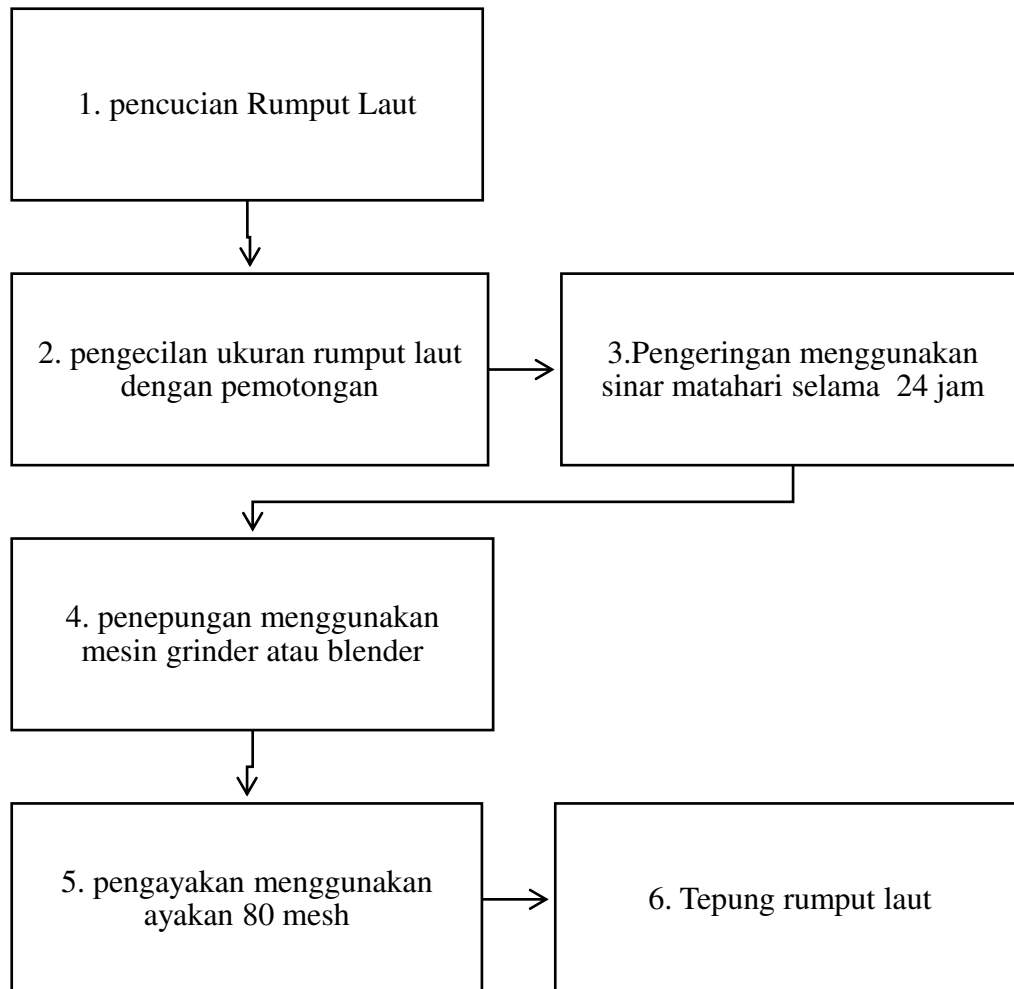 1. pencucian Rumput Laut
2. pengecilan ukuran rumput laut
dengan pemotongan
3.Pengeringan menggunakan
sinar matahari selama  24 jam
4. penepungan menggunakan
mesin grinder atau blender
5. pengayakan menggunakan
ayakan 80 mesh
6. Tepung rumput laut